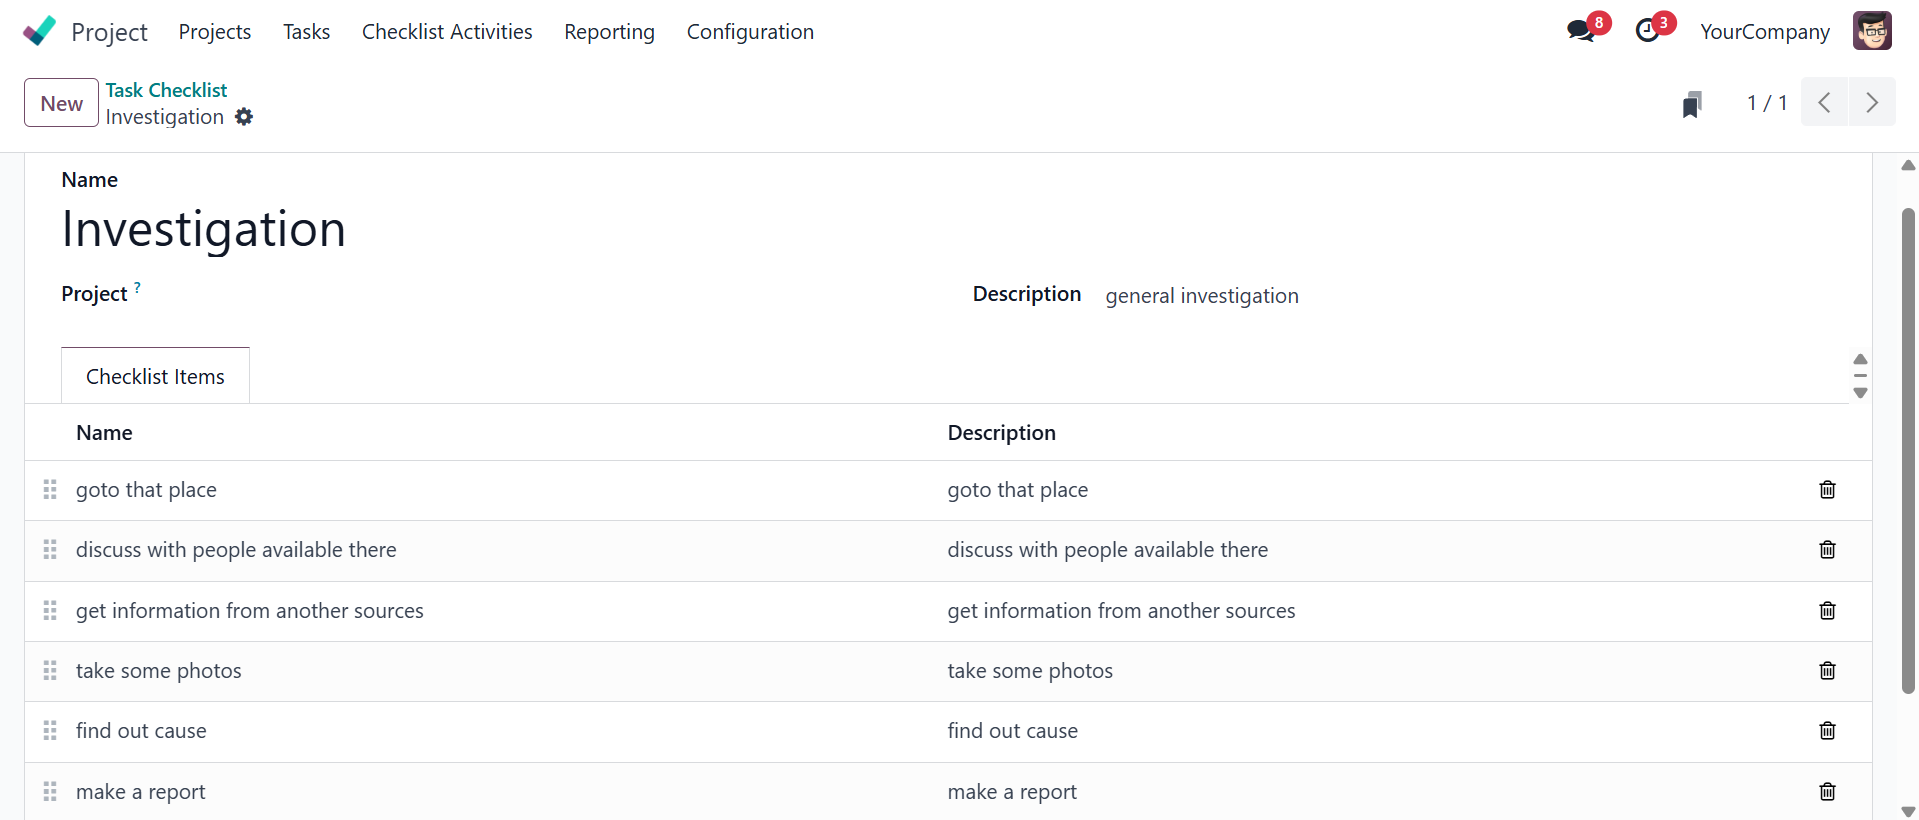 Project Projects Tasks Checklist Activities Reporting Configuration 8 3 YourCompany
New Task Checklist
Investigation 1 / 1
Name
Investigation
Project ? Description general investigation
Checklist Items
Name Description
goto that place goto that place
discuss with people available there discuss with people available there
get information from another sources get information from another sources
take some photos take some photos
find out cause find out cause
make a report make a report